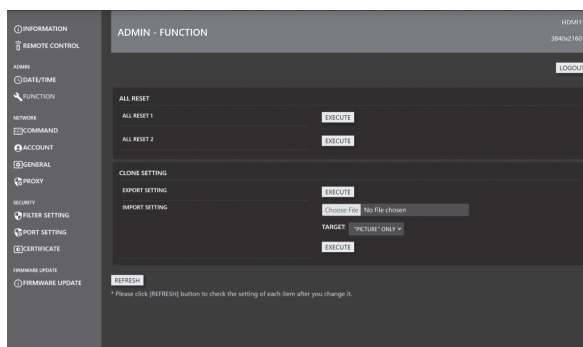 INFORMATION
REMOTE CONTROL
ADMIN
DATE/TIME
FUNCTION
NETWORK
COMMAND
ACCOUNT
GENERAL
PROXY
SECURITY
FILTER SETTING
PORT SETTING
CERTIFICATE
FIRMWARE UPDATE
FIRMWARE UPDATE
ADMIN - FUNCTION
HDMI1
3840x2160
LOGOUT
ALL RESET
ALL RESET 1 EXECUTE
ALL RESET 2 EXECUTE
CLONE SETTING
EXPORT SETTING EXECUTE
IMPORT SETTING Choose File No file chosen
TARGET: "PICTURE" ONLY
EXECUTE
REFRESH
* Please click [REFRESH] button to check the setting of each item after you change it.